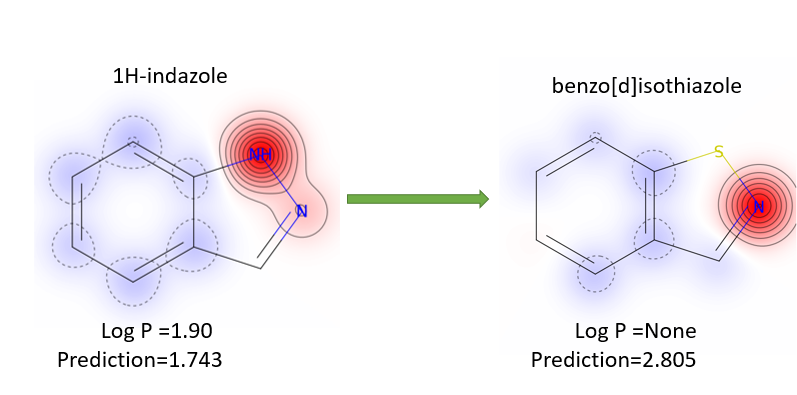 1H-indazole
benzo[d]isothiazole
NH
N
S
N
Log P =1.90
Prediction=1.743
Log P =None
Prediction=2.805